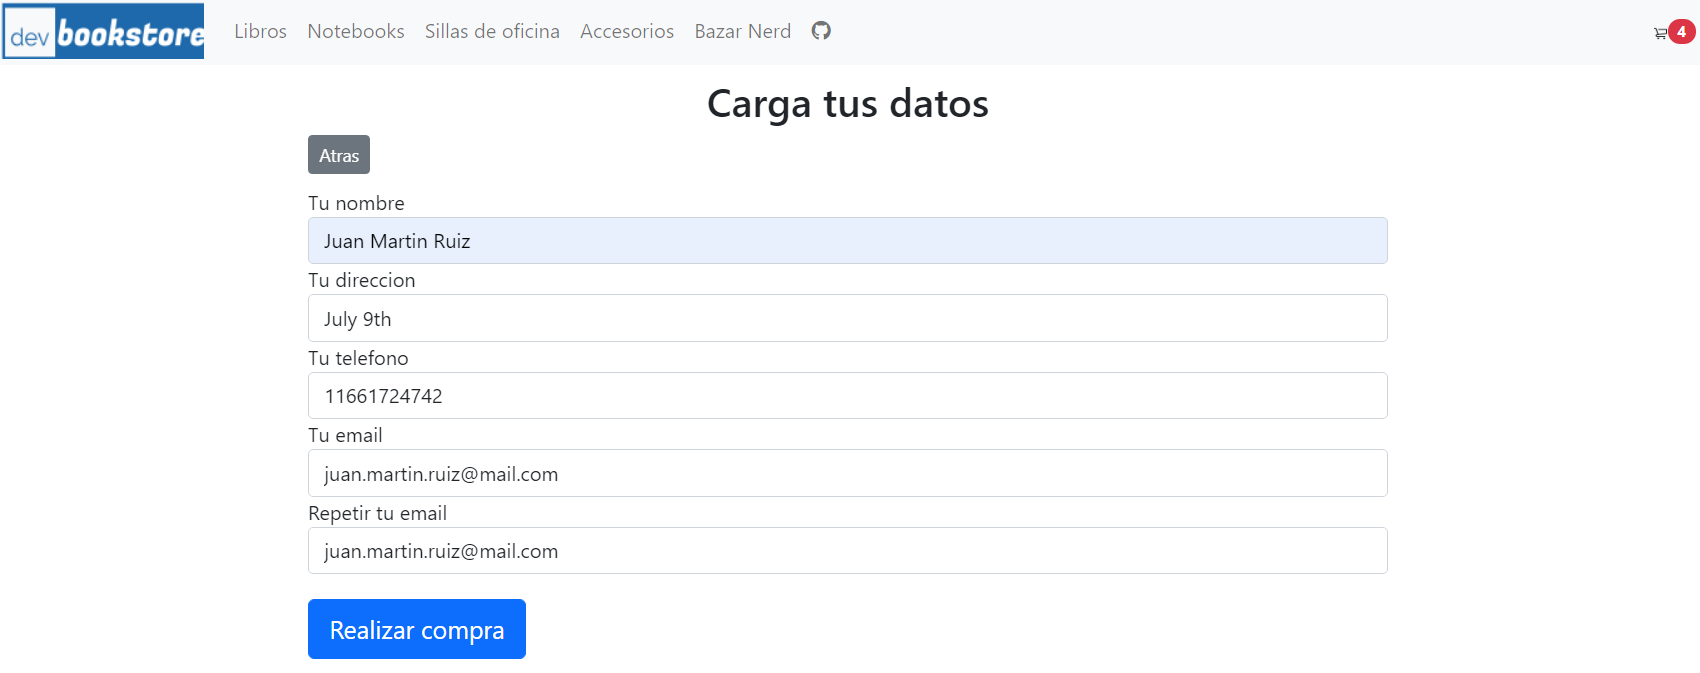 dev bookstore Libros Notebooks Sillas de oficina Accesorios Bazar Nerd 4
Carga tus datos
Atras
Tu nombre
Juan Martin Ruiz
Tu direccion
July 9th
Tu telefono
11661724742
Tu email
juan.martin.ruiz@mail.com
Repetir tu email
juan.martin.ruiz@mail.com
Realizar compra